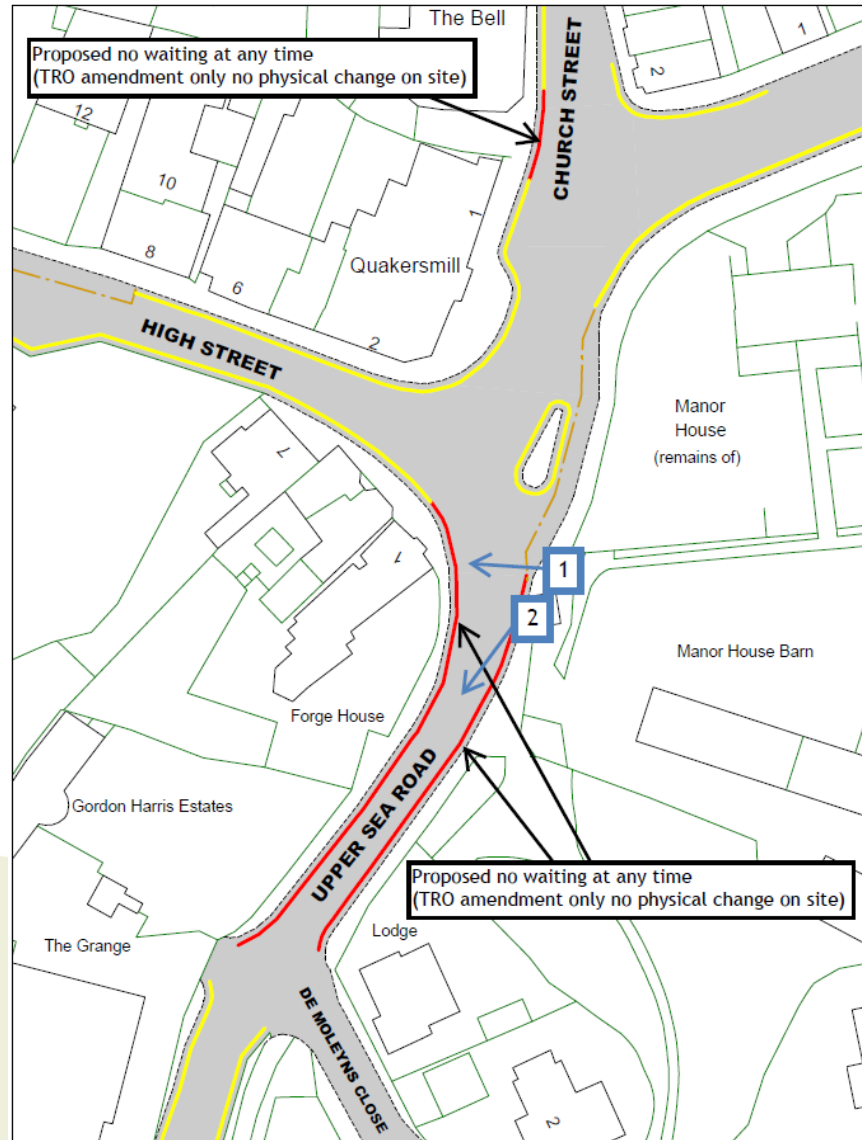 The Bell
Proposed no waiting at any time
(TRO amendment only no physical change on site)
1
2
CHURCH STREET
12
10
1
8
6
Quakersmill
2
HIGH STREET
Manor
House
(remains of)
7
1
1
2
Manor House Barn
Forge House
UPPER SEA ROAD
Gordon Harris Estates
Proposed no waiting at any time
(TRO amendment only no physical change on site)
The Grange
Lodge
DE MOLEYNS CLOSE
2